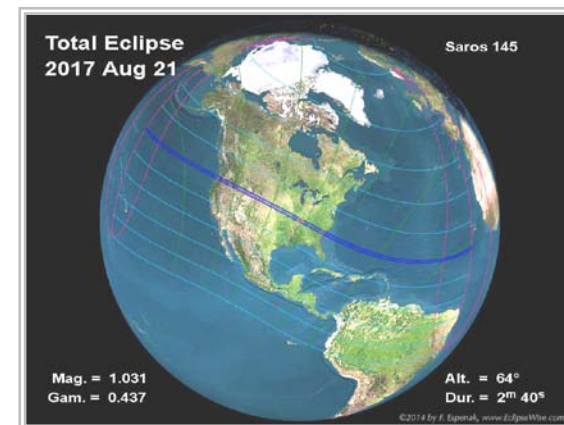 Total Eclipse
2017 Aug 21
Saros 145
Mag. = 1.031
Gam. = 0.437
Alt. = 64°
Dur. = 2ᵐ 40ˢ
©2014 by F. Espenak, www.EclipseWise.com